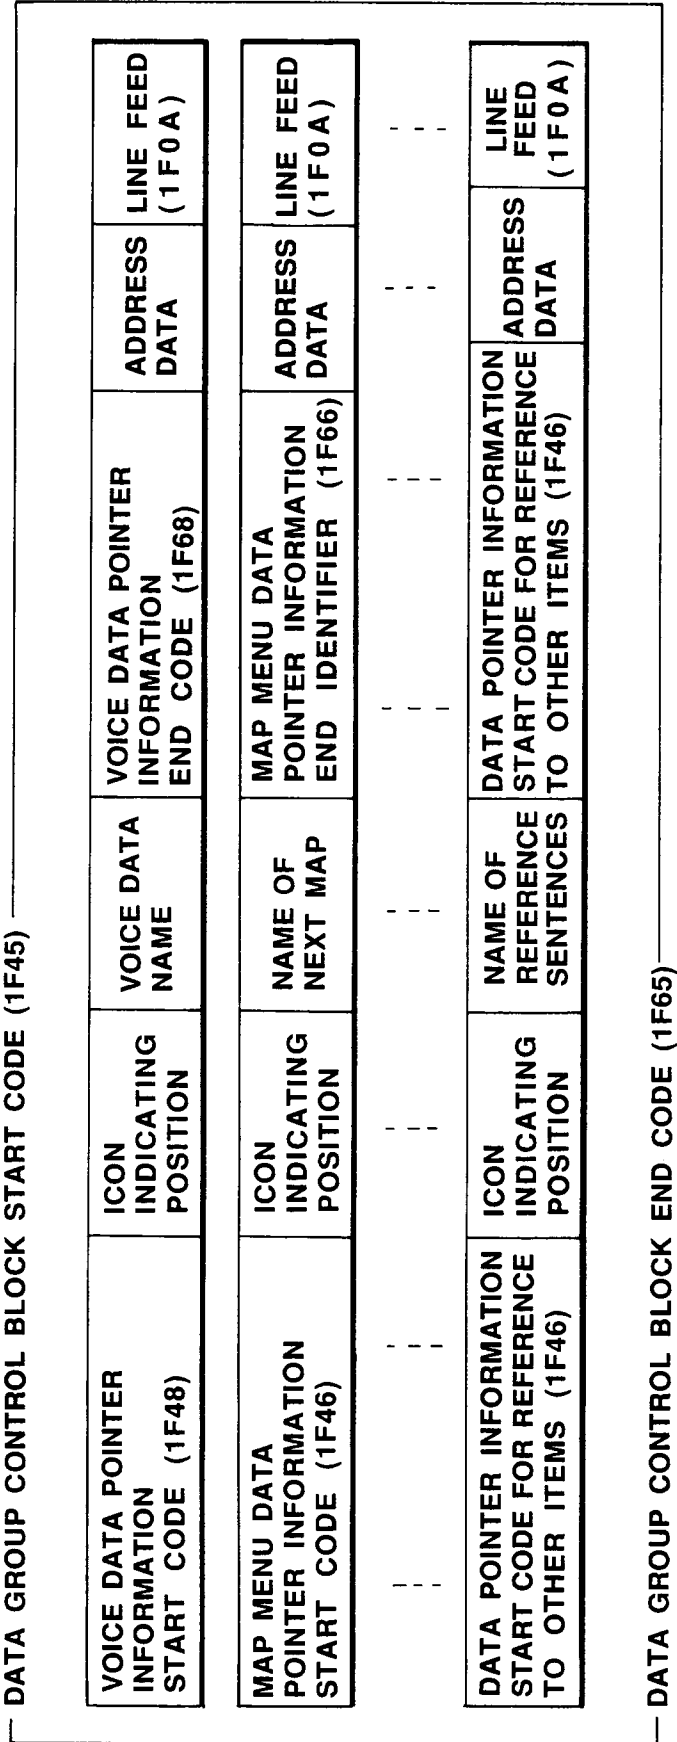 DATA GROUP CONTROL BLOCK START CODE (1F45)
VOICE DATA POINTER
INFORMATION
START CODE (1F48)
ICON
INDICATING
POSITION
VOICE DATA
NAME
VOICE DATA POINTER
INFORMATION
END CODE (1F68)
ADDRESS
DATA
LINE FEED
(1F0A)
MAP MENU DATA
POINTER INFORMATION
START CODE (1F46)
ICON
INDICATING
POSITION
NAME OF
NEXT MAP
MAP MENU DATA
POINTER INFORMATION
END IDENTIFIER (1F66)
ADDRESS
DATA
LINE FEED
(1F0A)
DATA POINTER INFORMATION
START CODE FOR REFERENCE
TO OTHER ITEMS (1F46)
ICON
INDICATING
POSITION
NAME OF
REFERENCE
SENTENCES
DATA POINTER INFORMATION
START CODE FOR REFERENCE
TO OTHER ITEMS (1F46)
ADDRESS
DATA
LINE
FEED
(1F0A)
DATA GROUP CONTROL BLOCK END CODE (1F65)